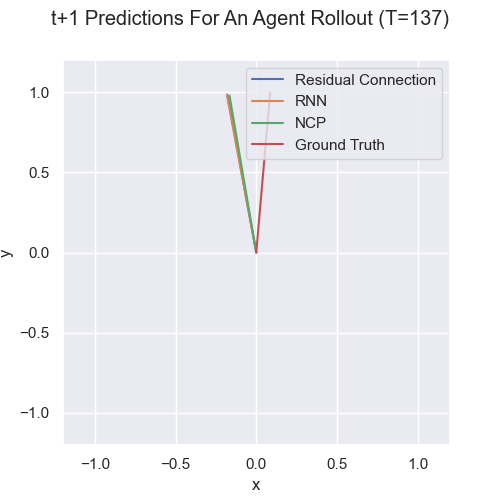 t+1 Predictions For An Agent Rollout (T=137)
Residual Connection
RNN
NCP
Ground Truth
1.0
0.5
0.0
−0.5
−1.0
y
−1.0 −0.5 0.0 0.5 1.0
x